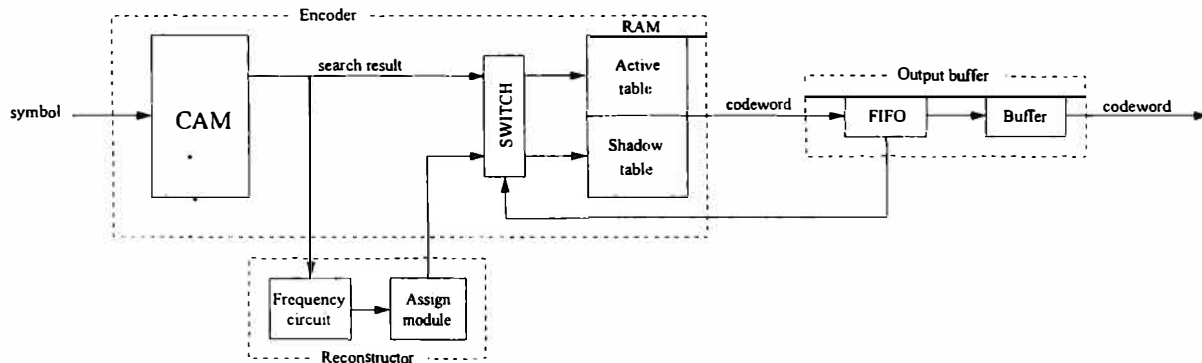 Encoder
RAM
CAM
symbol
search result
SWITCH
Active
table
Shadow
table
codeword
Output buffer
FIFO
Buffer
codeword
Frequency
circuit
Assign
module
Reconstructor